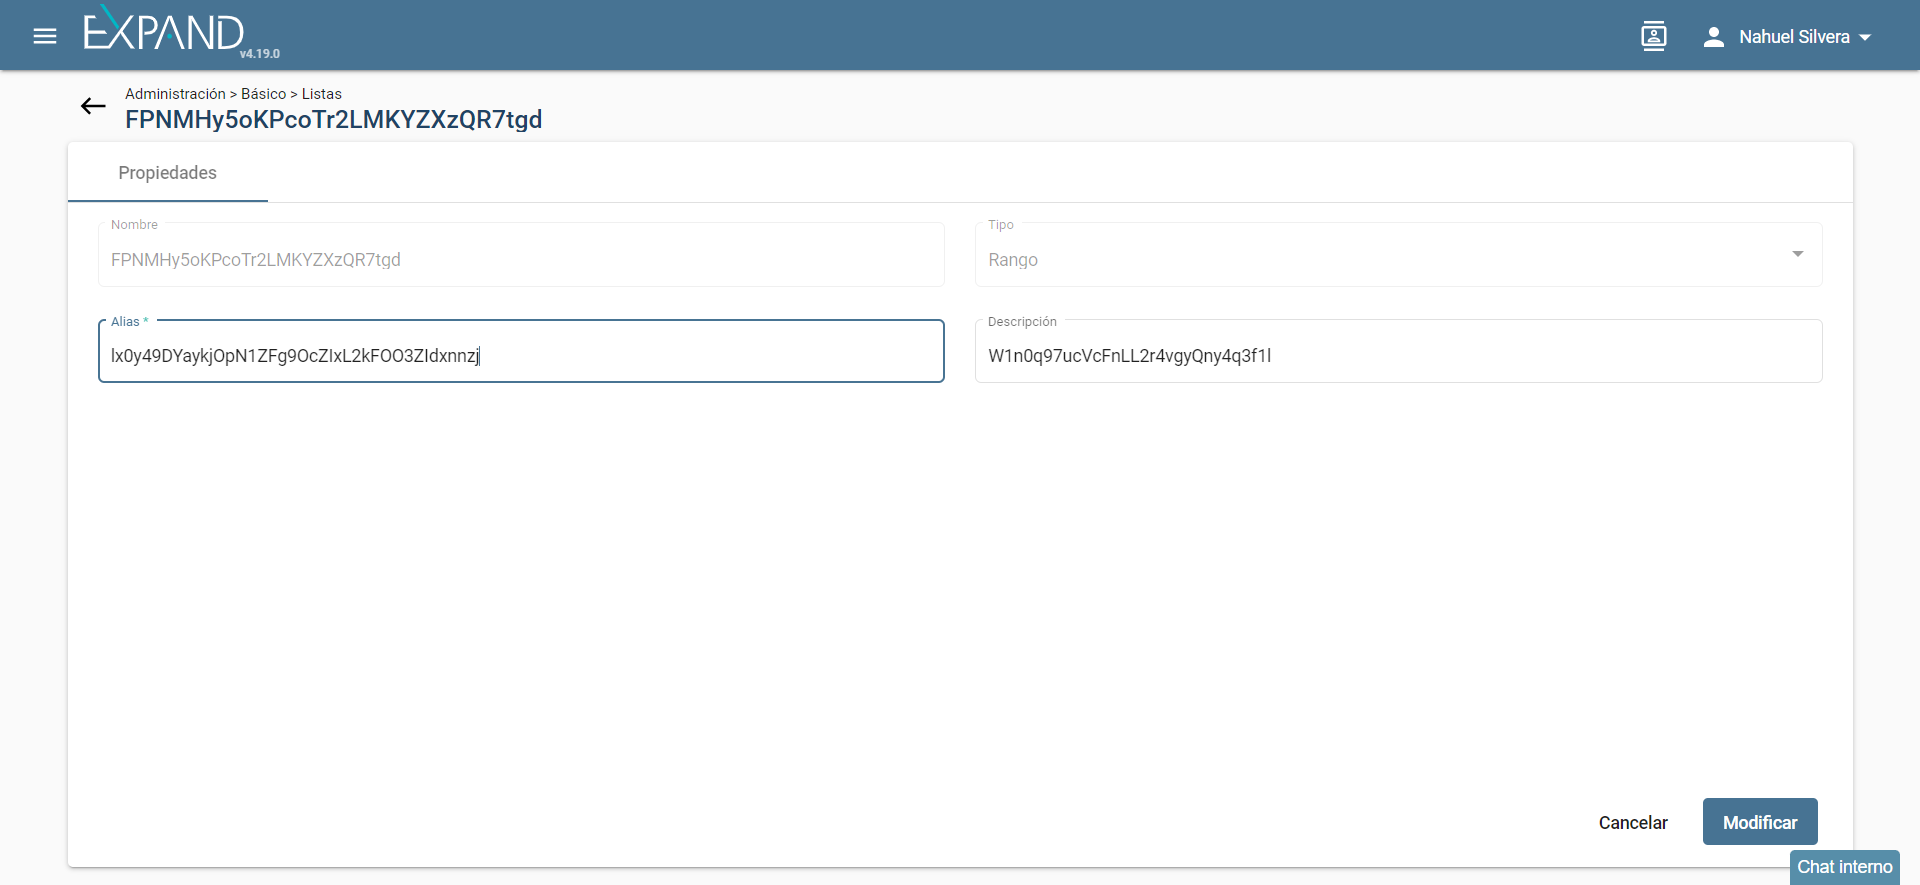 EXPAND
v4.19.0
Nahuel Silvera
Administración > Básico > Listas
FPNMHy5oKPcoTr2LMKYZXzQR7tgd
Propiedades
Nombre
FPNMHy5oKPcoTr2LMKYZXzQR7tgd
Tipo
Rango
Alias *
lx0y49DYaykjOpN1ZFg9OcZIxL2kFOO3ZIdxnnzj
Descripción
W1n0q97ucVcFnLL2r4vgyQny4q3f1l
Cancelar
Modificar
Chat interno